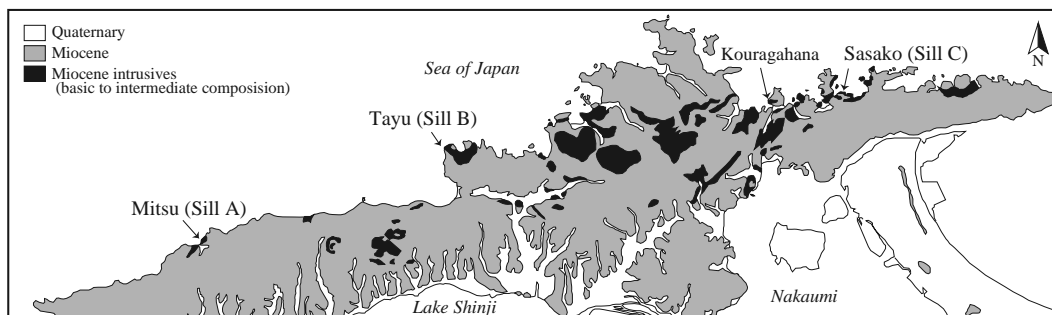 Quaternary
Miocene
Miocene intrusives
(basic to intermediate composision)
Sea of Japan
Kouragahana
Sasako (Sill C)
N
Tayu (Sill B)
Mitsu (Sill A)
Lake Shinji
Nakaumi